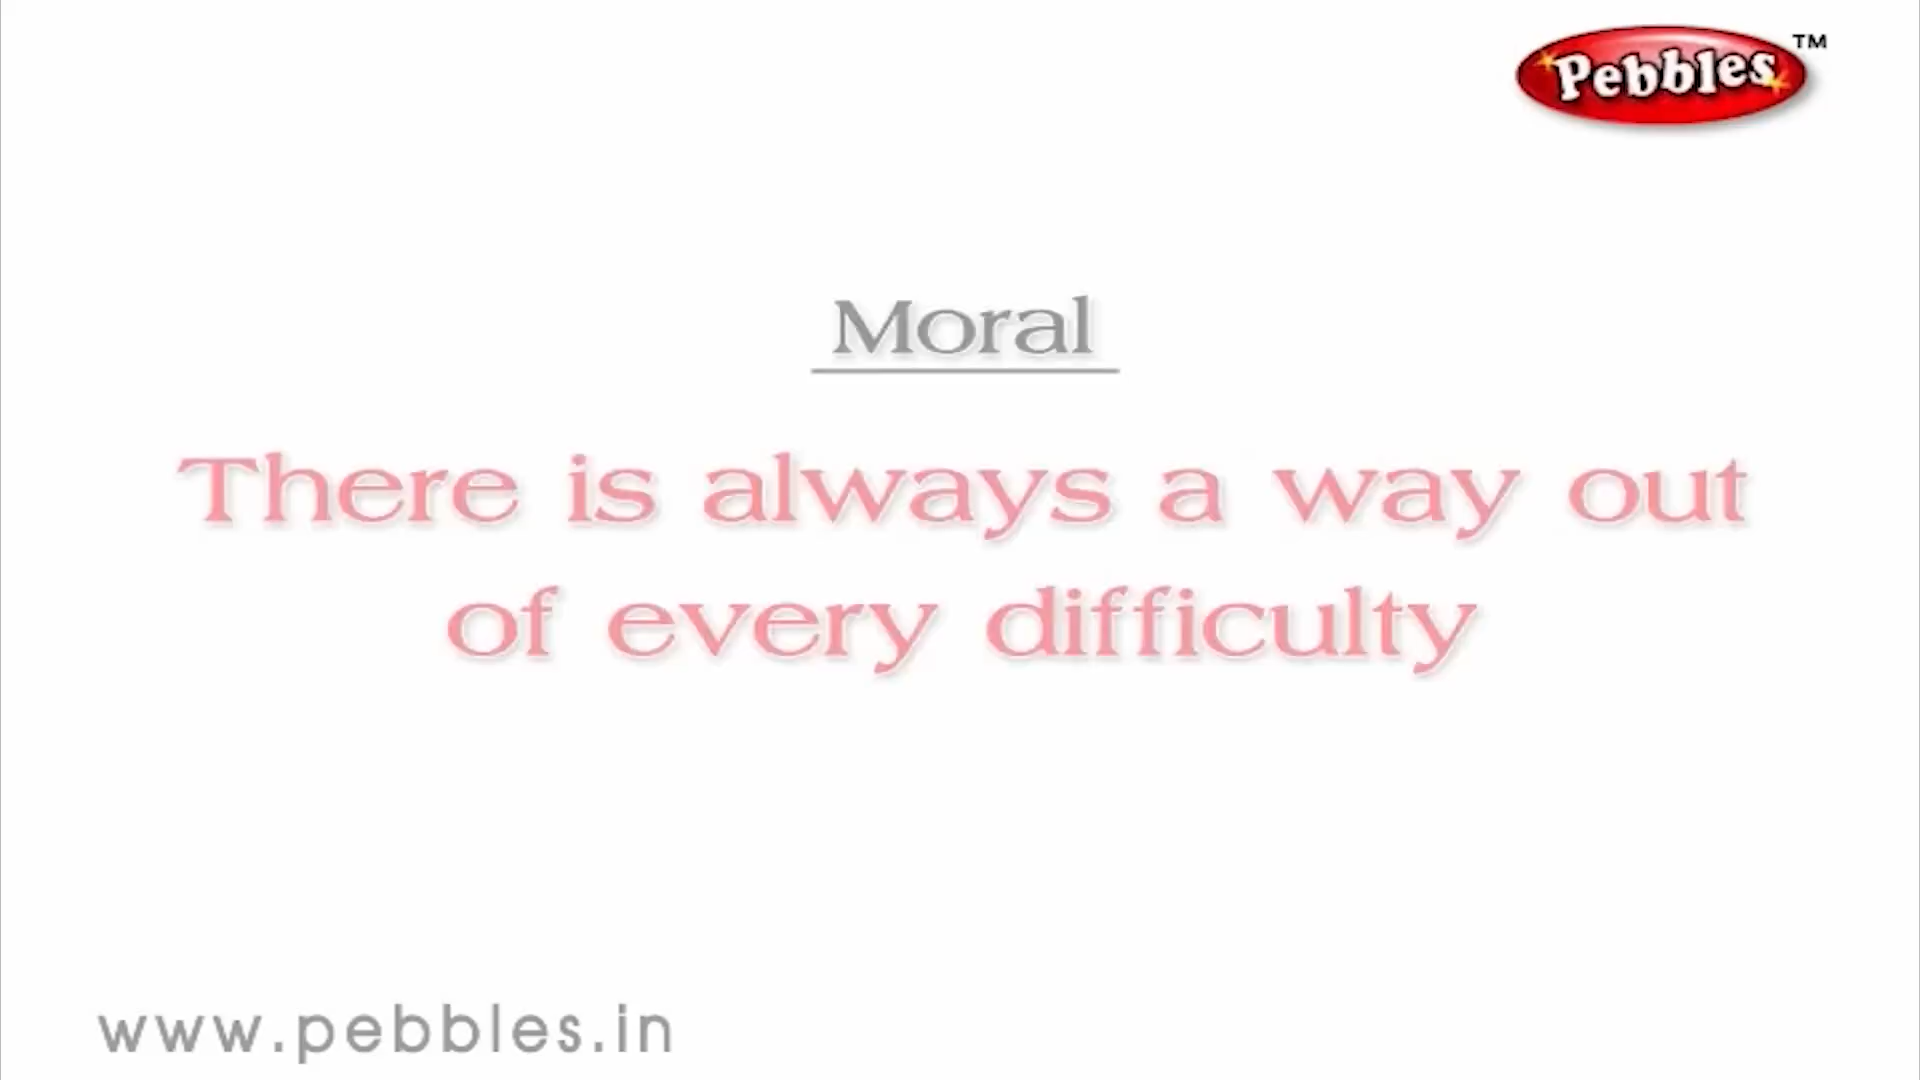 Pebbles™
Moral
There is always a way out
of every difficulty
www.pebbles.in